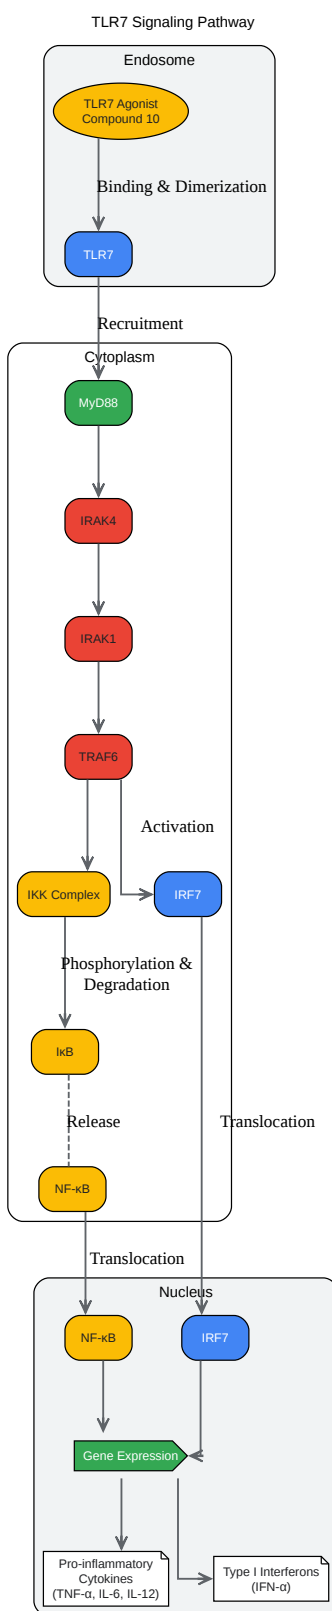 TLR7 Signaling Pathway
Endosome
TLR7 Agonist
Compound 10
Binding & Dimerization
TLR7
Recruitment
Cytoplasm
MyD88
IRAK4
IRAK1
TRAF6
Activation
IKK Complex
IRF7
Phosphorylation &
Degradation
IκB
Release
Translocation
NF-κB
Translocation
Nucleus
NF-κB
IRF7
Gene Expression
Pro-inflammatory
Cytokines
(TNF-α, IL-6, IL-12)
Type I Interferons
(IFN-α)